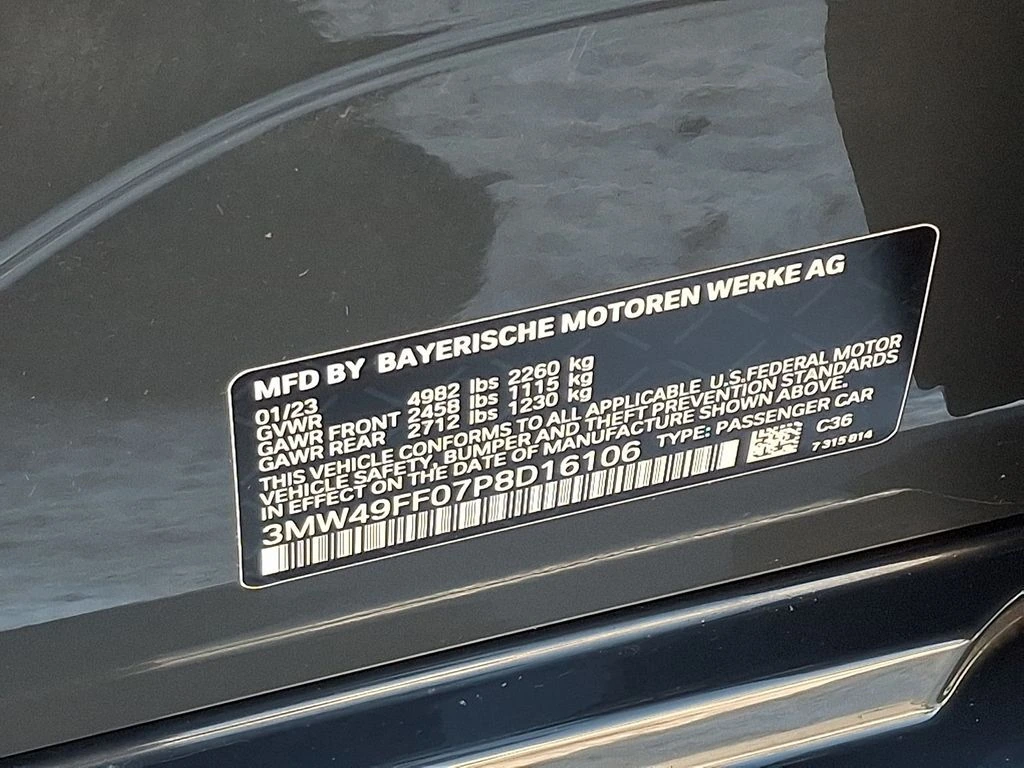 MFD BY BAYERISCHE MOTOREN WERKE AG
01/23
GVWR 4982 lbs 2260 kg
GAWR FRONT 2458 lbs 1115 kg
GAWR REAR 2712 lbs 1230 kg
THIS VEHICLE CONFORMS TO ALL APPLICABLE U.S.FEDERAL MOTOR
VEHICLE SAFETY, BUMPER AND THEFT PREVENTION STANDARDS
IN EFFECT ON THE DATE OF MANUFACTURE SHOWN ABOVE.
3MW49FF07P8D16106 TYPE: PASSENGER CAR
C36
7 315 814